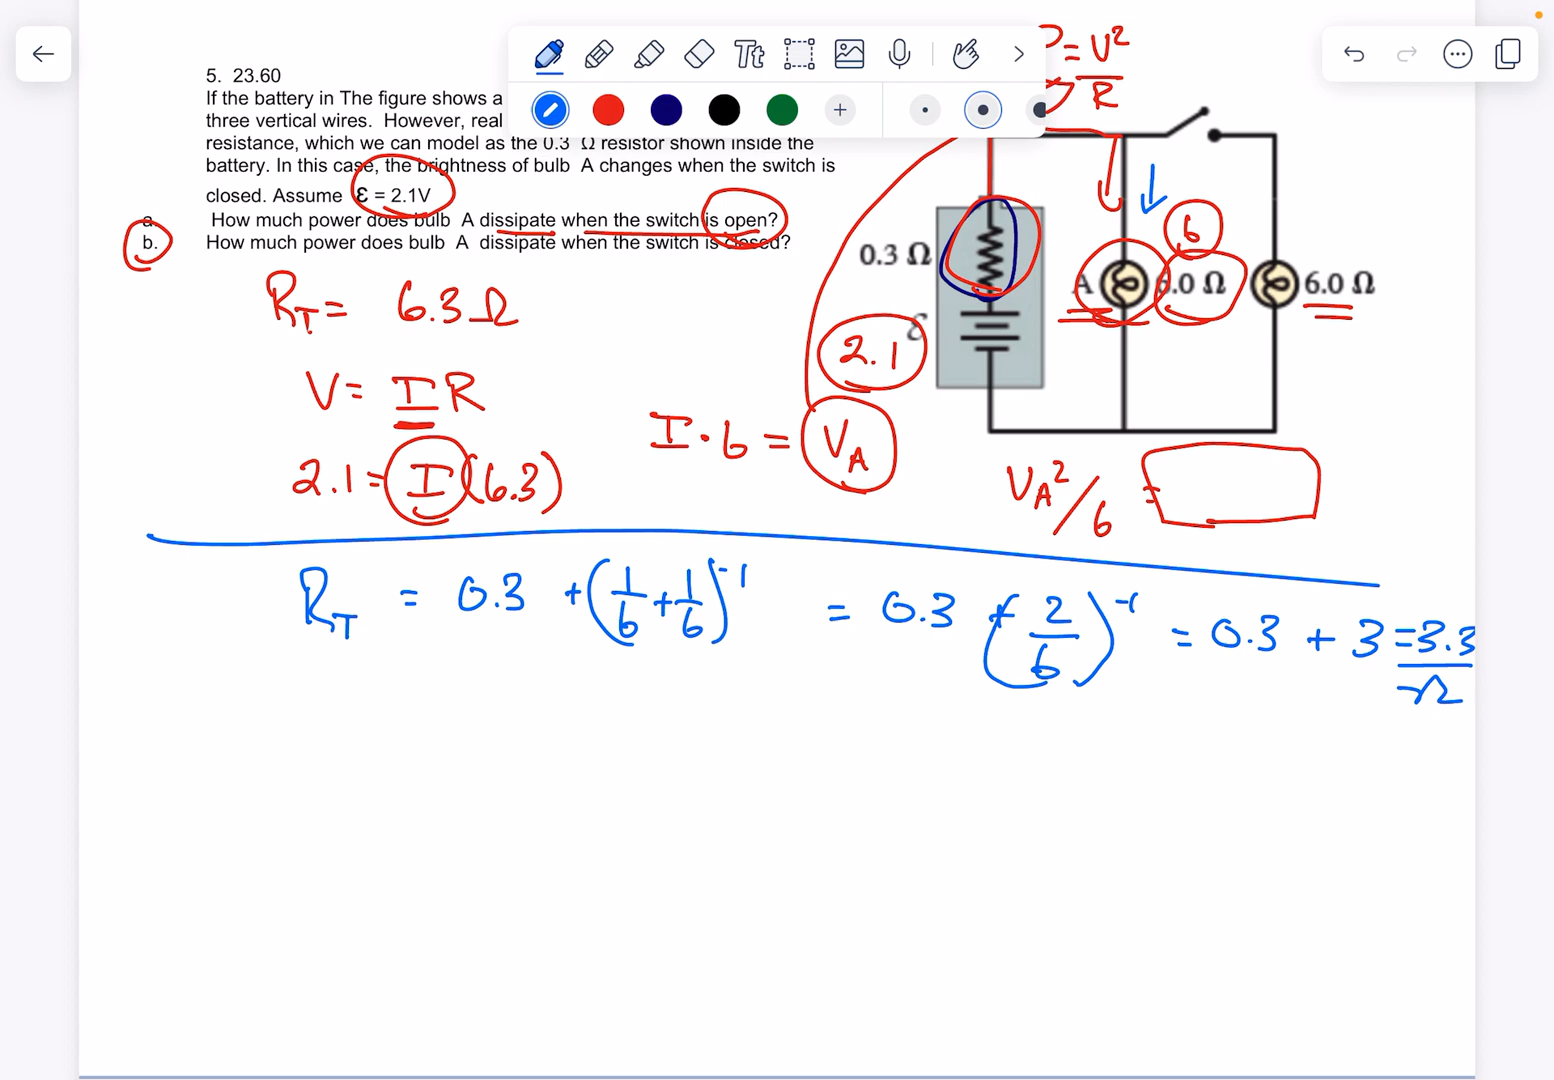 Tt
5. 23.60
If the battery in The figure shows a
three vertical wires. However, real
resistance, which we can model as the 0.3 Ω resistor shown inside the
battery. In this case, the brightness of bulb A changes when the switch is
closed. Assume ε = 2.1V
a. How much power does bulb A dissipate when the switch is open?
b. How much power does bulb A dissipate when the switch is closed?
P = V²/R
0.3 Ω
ε
2.1
A
6
6.0 Ω
6.0 Ω
R_T = 6.3 Ω
V = I R
2.1 = I (6.3)
I · 6 = V_A
V_A²/6 =
R_T = 0.3 + (1/6 + 1/6)⁻¹ = 0.3 + (2/6)⁻¹ = 0.3 + 3 = 3.3 Ω